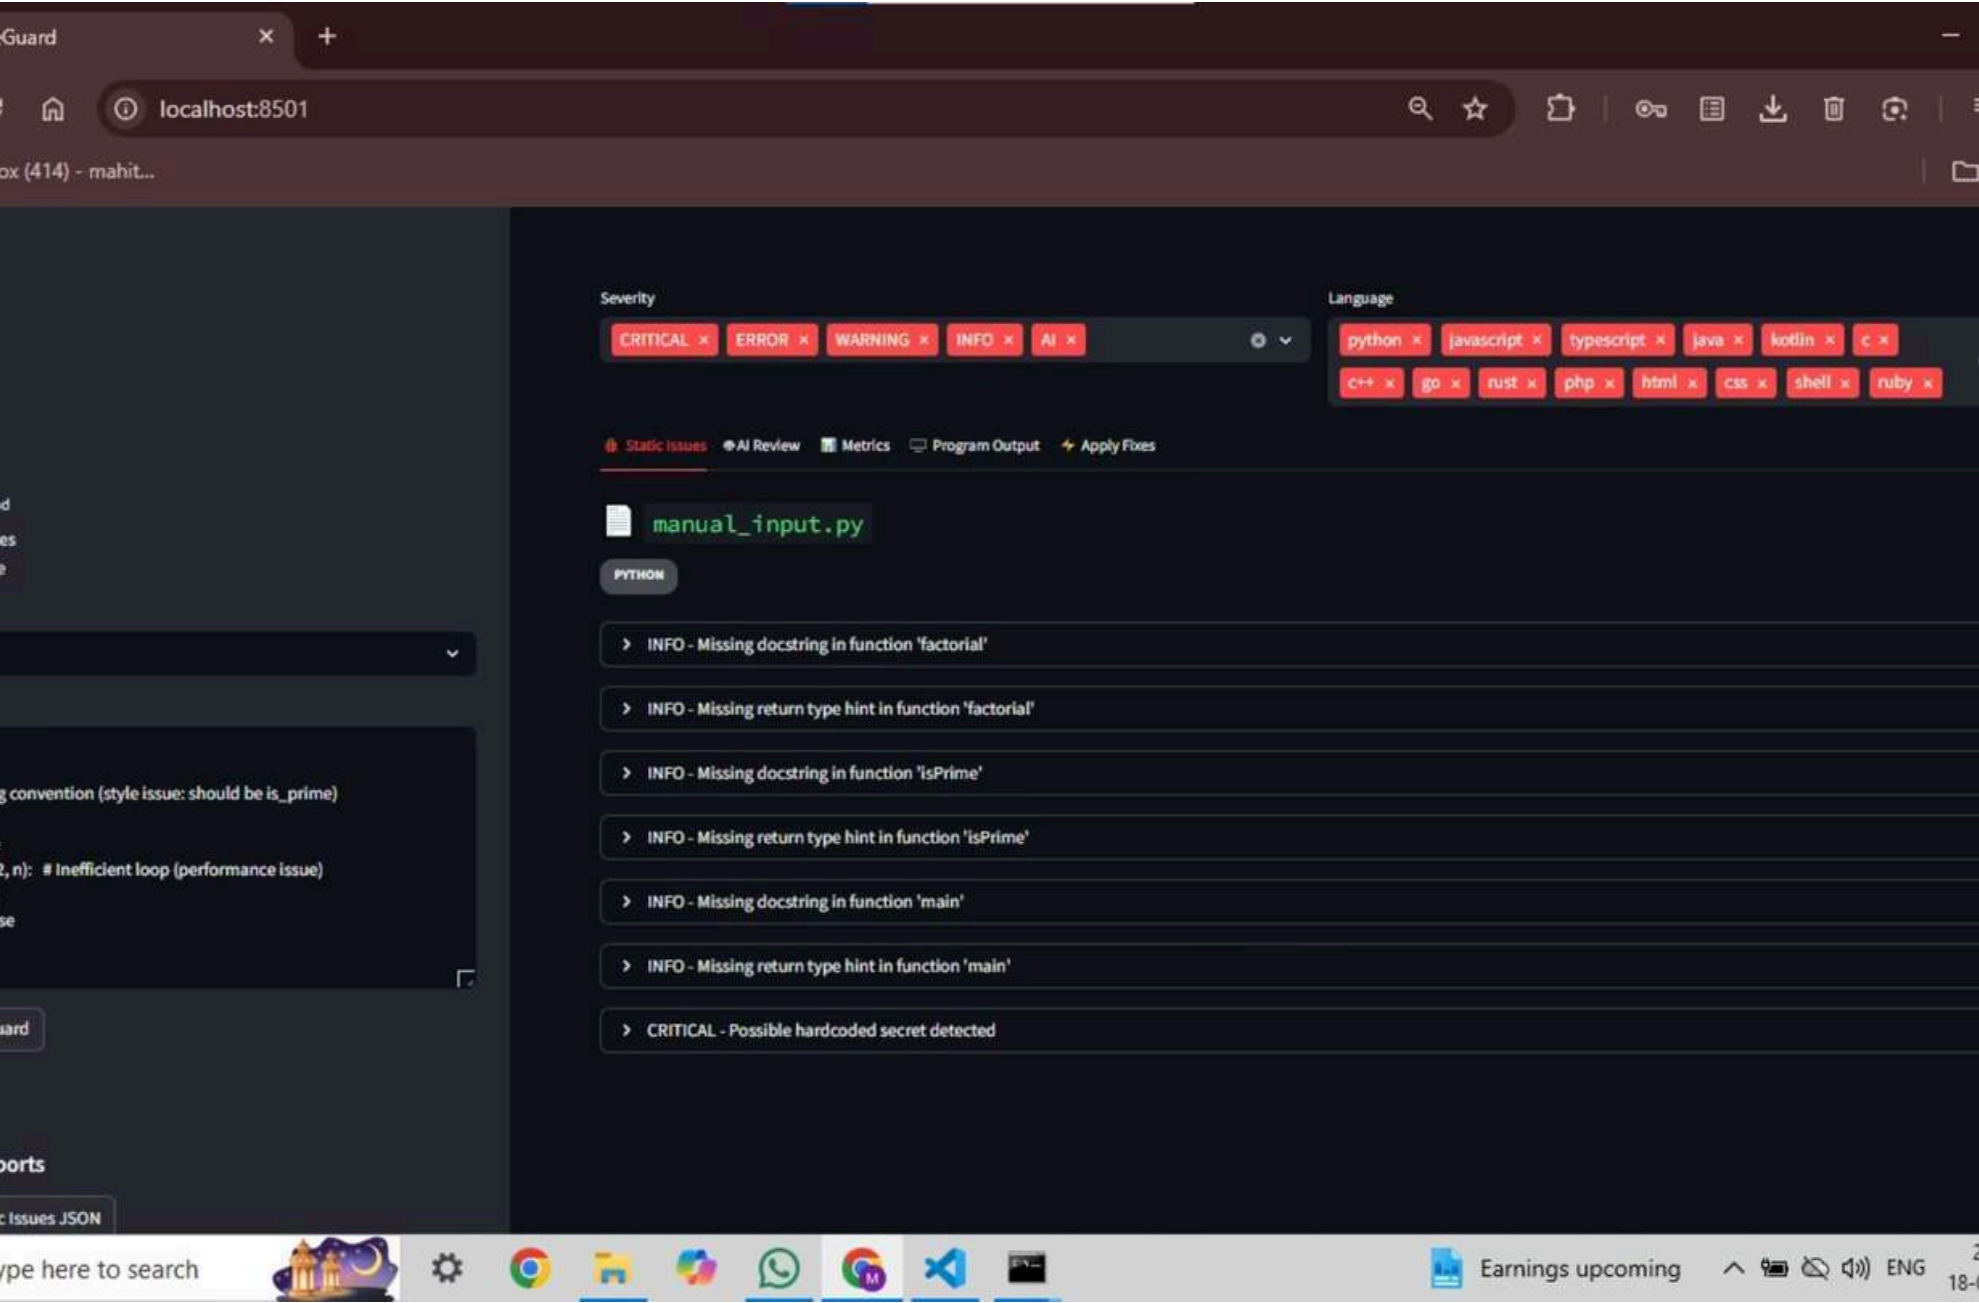 Guard
localhost:8501
ox (414) - mahit...
Severity
CRITICAL × ERROR × WARNING × INFO × AI ×
Language
python × javascript × typescript × java × kotlin × c ×
c++ × go × rust × php × html × css × shell × ruby ×
Static Issues AI Review Metrics Program Output Apply Fixes
manual_input.py
PYTHON
INFO - Missing docstring in function 'factorial'
INFO - Missing return type hint in function 'factorial'
INFO - Missing docstring in function 'isPrime'
INFO - Missing return type hint in function 'isPrime'
INFO - Missing docstring in function 'main'
INFO - Missing return type hint in function 'main'
CRITICAL - Possible hardcoded secret detected
d
es
e
g convention (style issue: should be is_prime)
2, n): # Inefficient loop (performance issue)
se
uard
ports
c Issues JSON
ype here to search
M
Earnings upcoming
ENG
2
18-